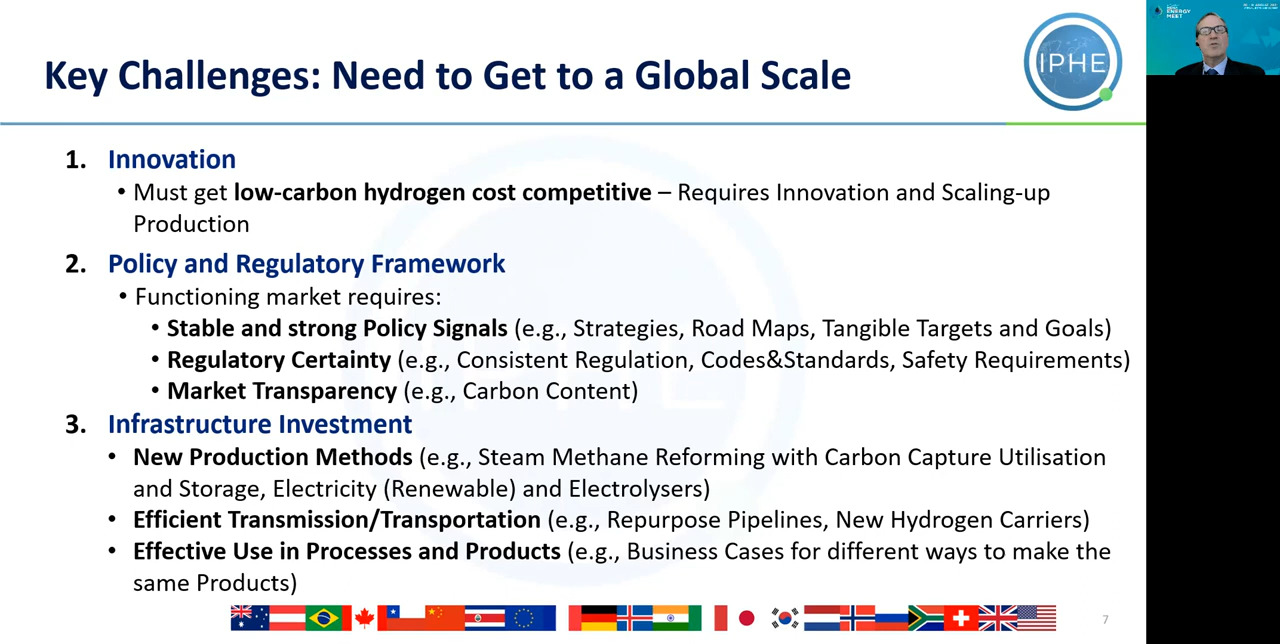 Key Challenges: Need to Get to a Global Scale
IPHE
ENERGY
MEET
1. Innovation
• Must get low-carbon hydrogen cost competitive – Requires Innovation and Scaling-up
Production
2. Policy and Regulatory Framework
• Functioning market requires:
• Stable and strong Policy Signals (e.g., Strategies, Road Maps, Tangible Targets and Goals)
• Regulatory Certainty (e.g., Consistent Regulation, Codes&Standards, Safety Requirements)
• Market Transparency (e.g., Carbon Content)
3. Infrastructure Investment
• New Production Methods (e.g., Steam Methane Reforming with Carbon Capture Utilisation
and Storage, Electricity (Renewable) and Electrolysers)
• Efficient Transmission/Transportation (e.g., Repurpose Pipelines, New Hydrogen Carriers)
• Effective Use in Processes and Products (e.g., Business Cases for different ways to make the
same Products)
7